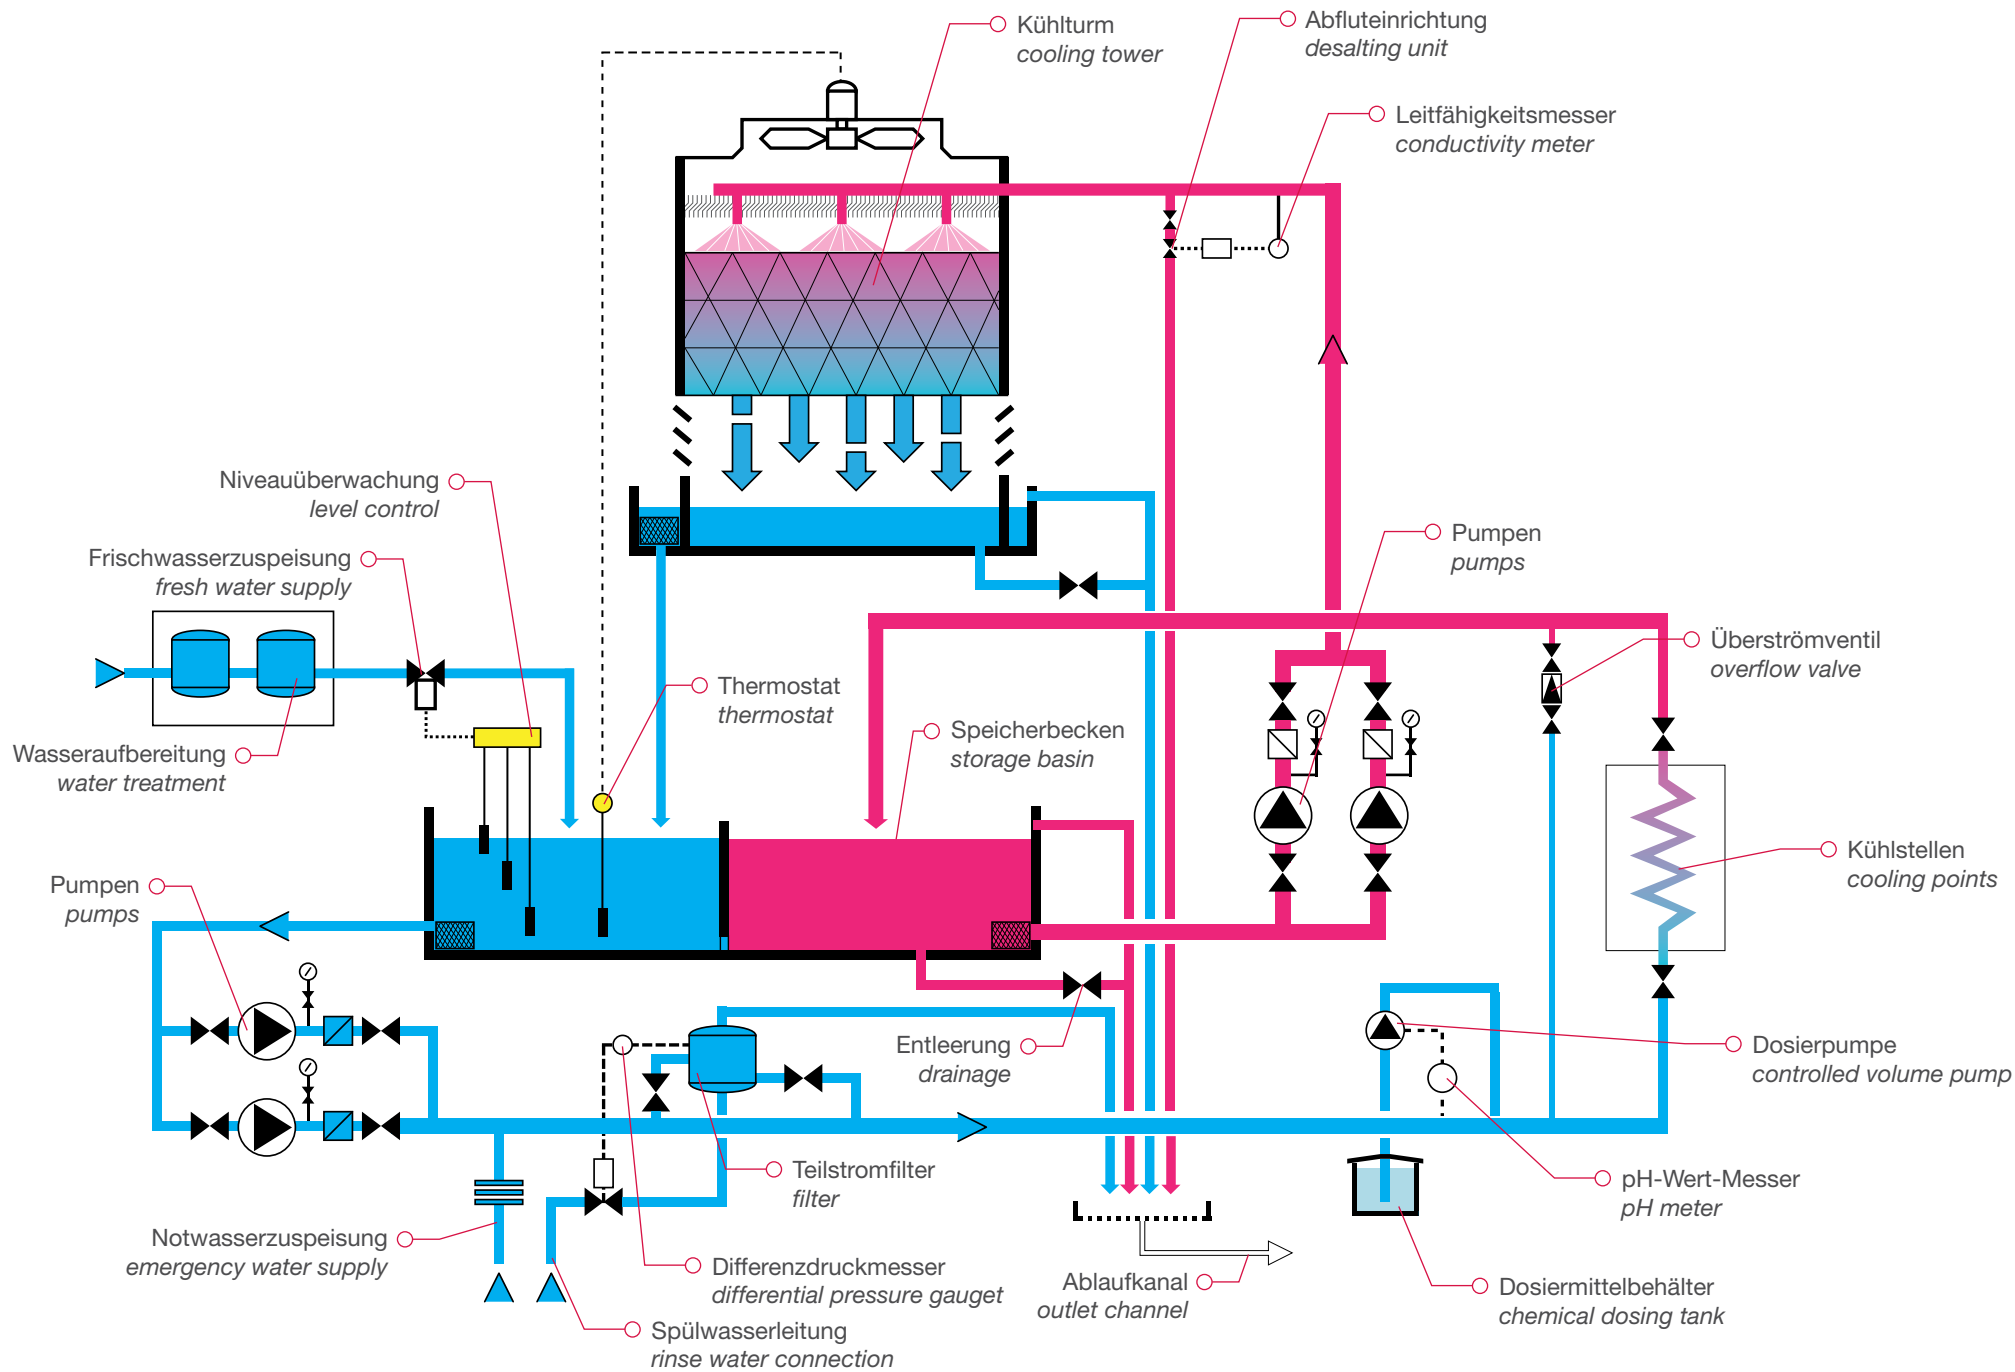 Kühlturm
cooling tower
Abfluteinrichtung
desalting unit
Leitfähigkeitsmesser
conductivity meter
Niveauüberwachung
level control
Frischwasserzuspeisung
fresh water supply
Pumpen
pumps
Überströmventil
overflow valve
Thermostat
thermostat
Speicherbecken
storage basin
Wasseraufbereitung
water treatment
Kühlstellen
cooling points
Pumpen
pumps
Entleerung
drainage
Dosierpumpe
controlled volume pump
Teilstromfilter
filter
pH-Wert-Messer
pH meter
Notwasserzuspeisung
emergency water supply
Differenzdruckmesser
differential pressure gauget
Ablaufkanal
outlet channel
Dosiermittelbehälter
chemical dosing tank
Spülwasserleitung
rinse water connection